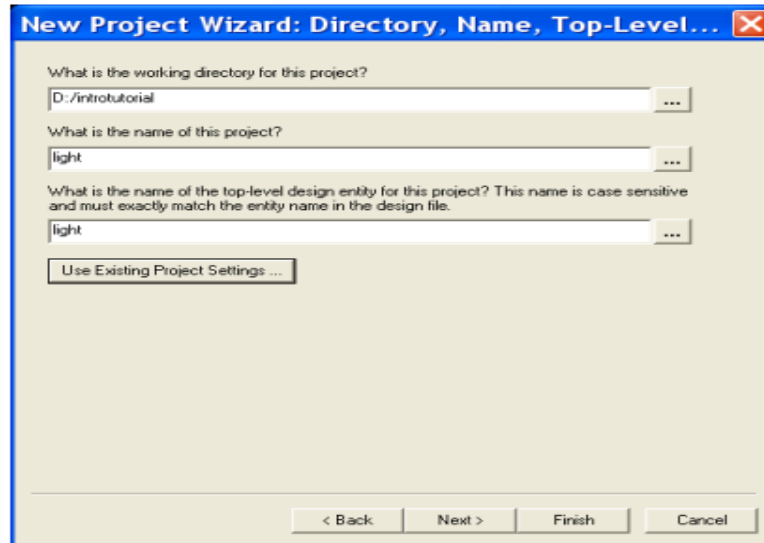 New Project Wizard: Directory, Name, Top-Level...
What is the working directory for this project?
D:/introtutorial
...
What is the name of this project?
light
...
What is the name of the top-level design entity for this project? This name is case sensitive
and must exactly match the entity name in the design file.
light
...
Use Existing Project Settings ...
< Back
Next >
Finish
Cancel